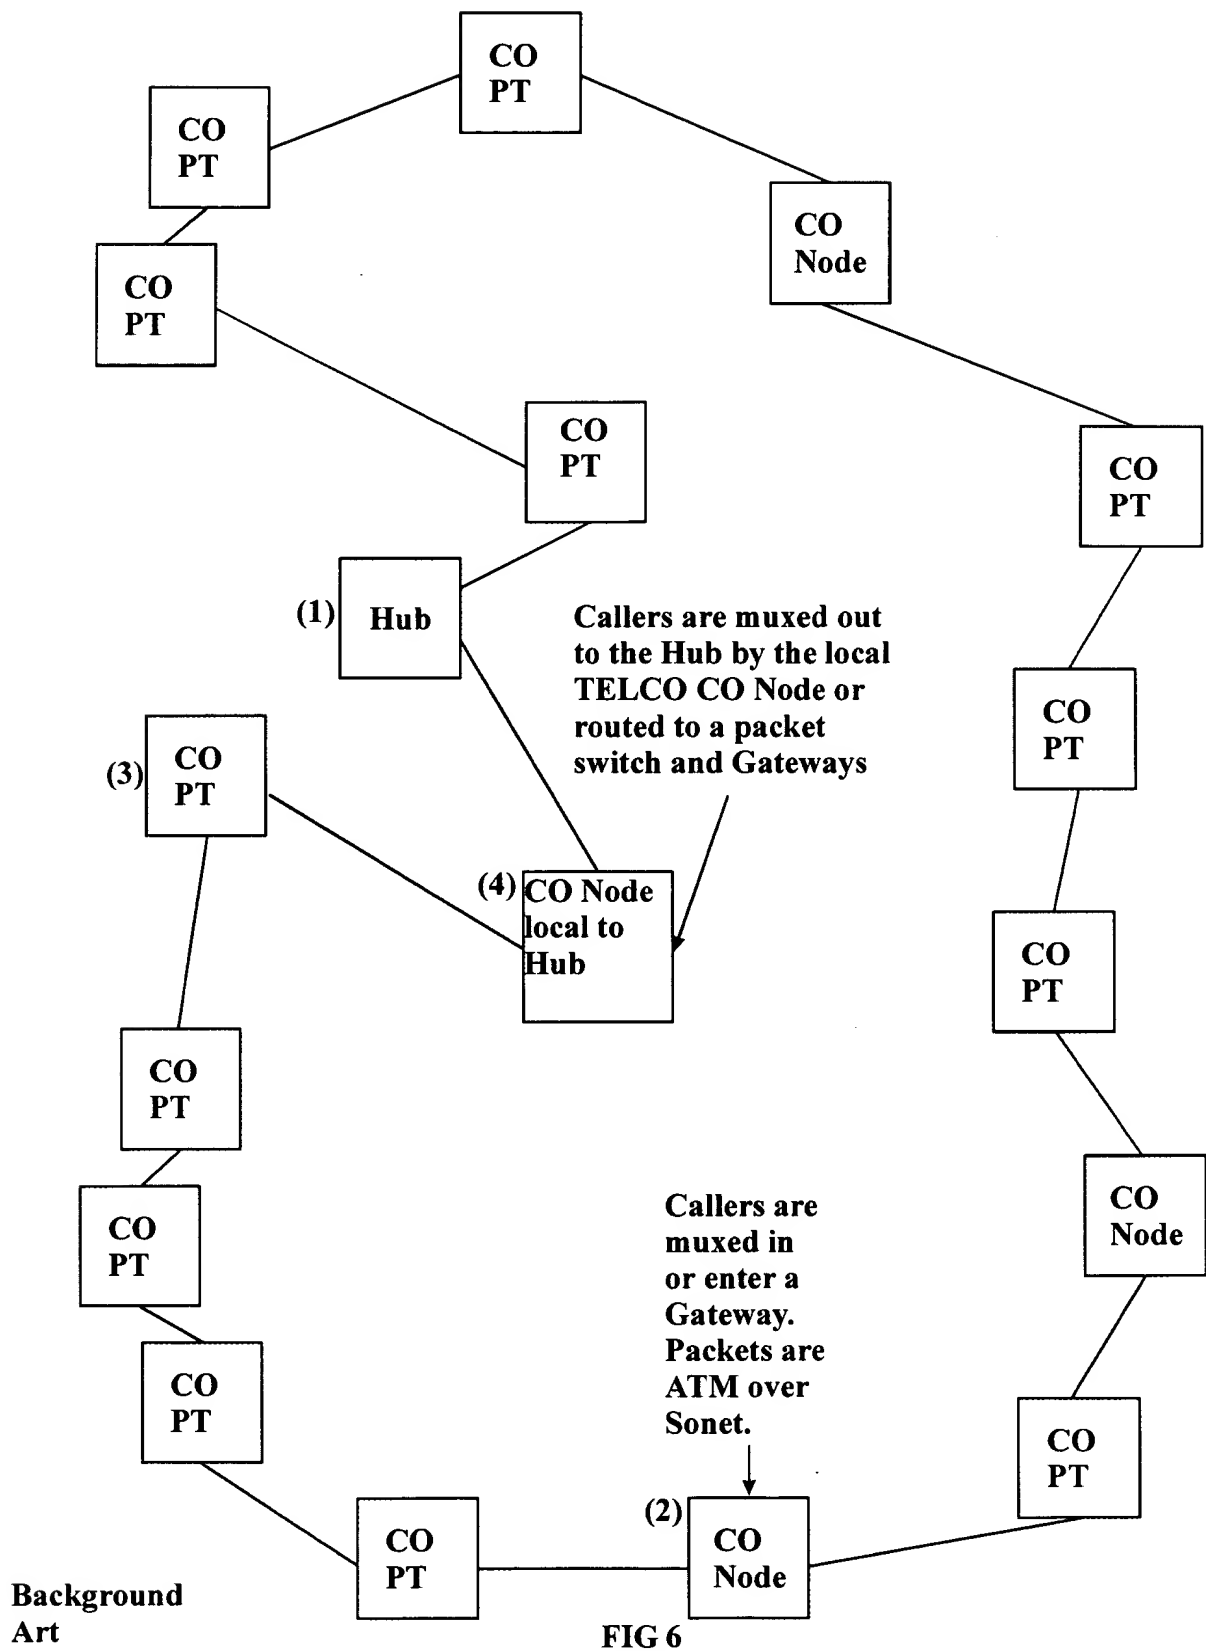 CO
PT
CO
PT
CO
Node
CO
PT
CO
PT
CO
PT
(1)
Hub
Callers are muxed out
to the Hub by the local
TELCO CO Node or
routed to a packet
switch and Gateways
CO
PT
(3)
CO
PT
(4)
CO Node
local to
Hub
CO
PT
CO
PT
CO
Node
CO
PT
Callers are
muxed in
or enter a
Gateway.
Packets are
ATM over
Sonet.
CO
PT
CO
PT
(2)
CO
Node
CO
PT
Background
Art
FIG 6